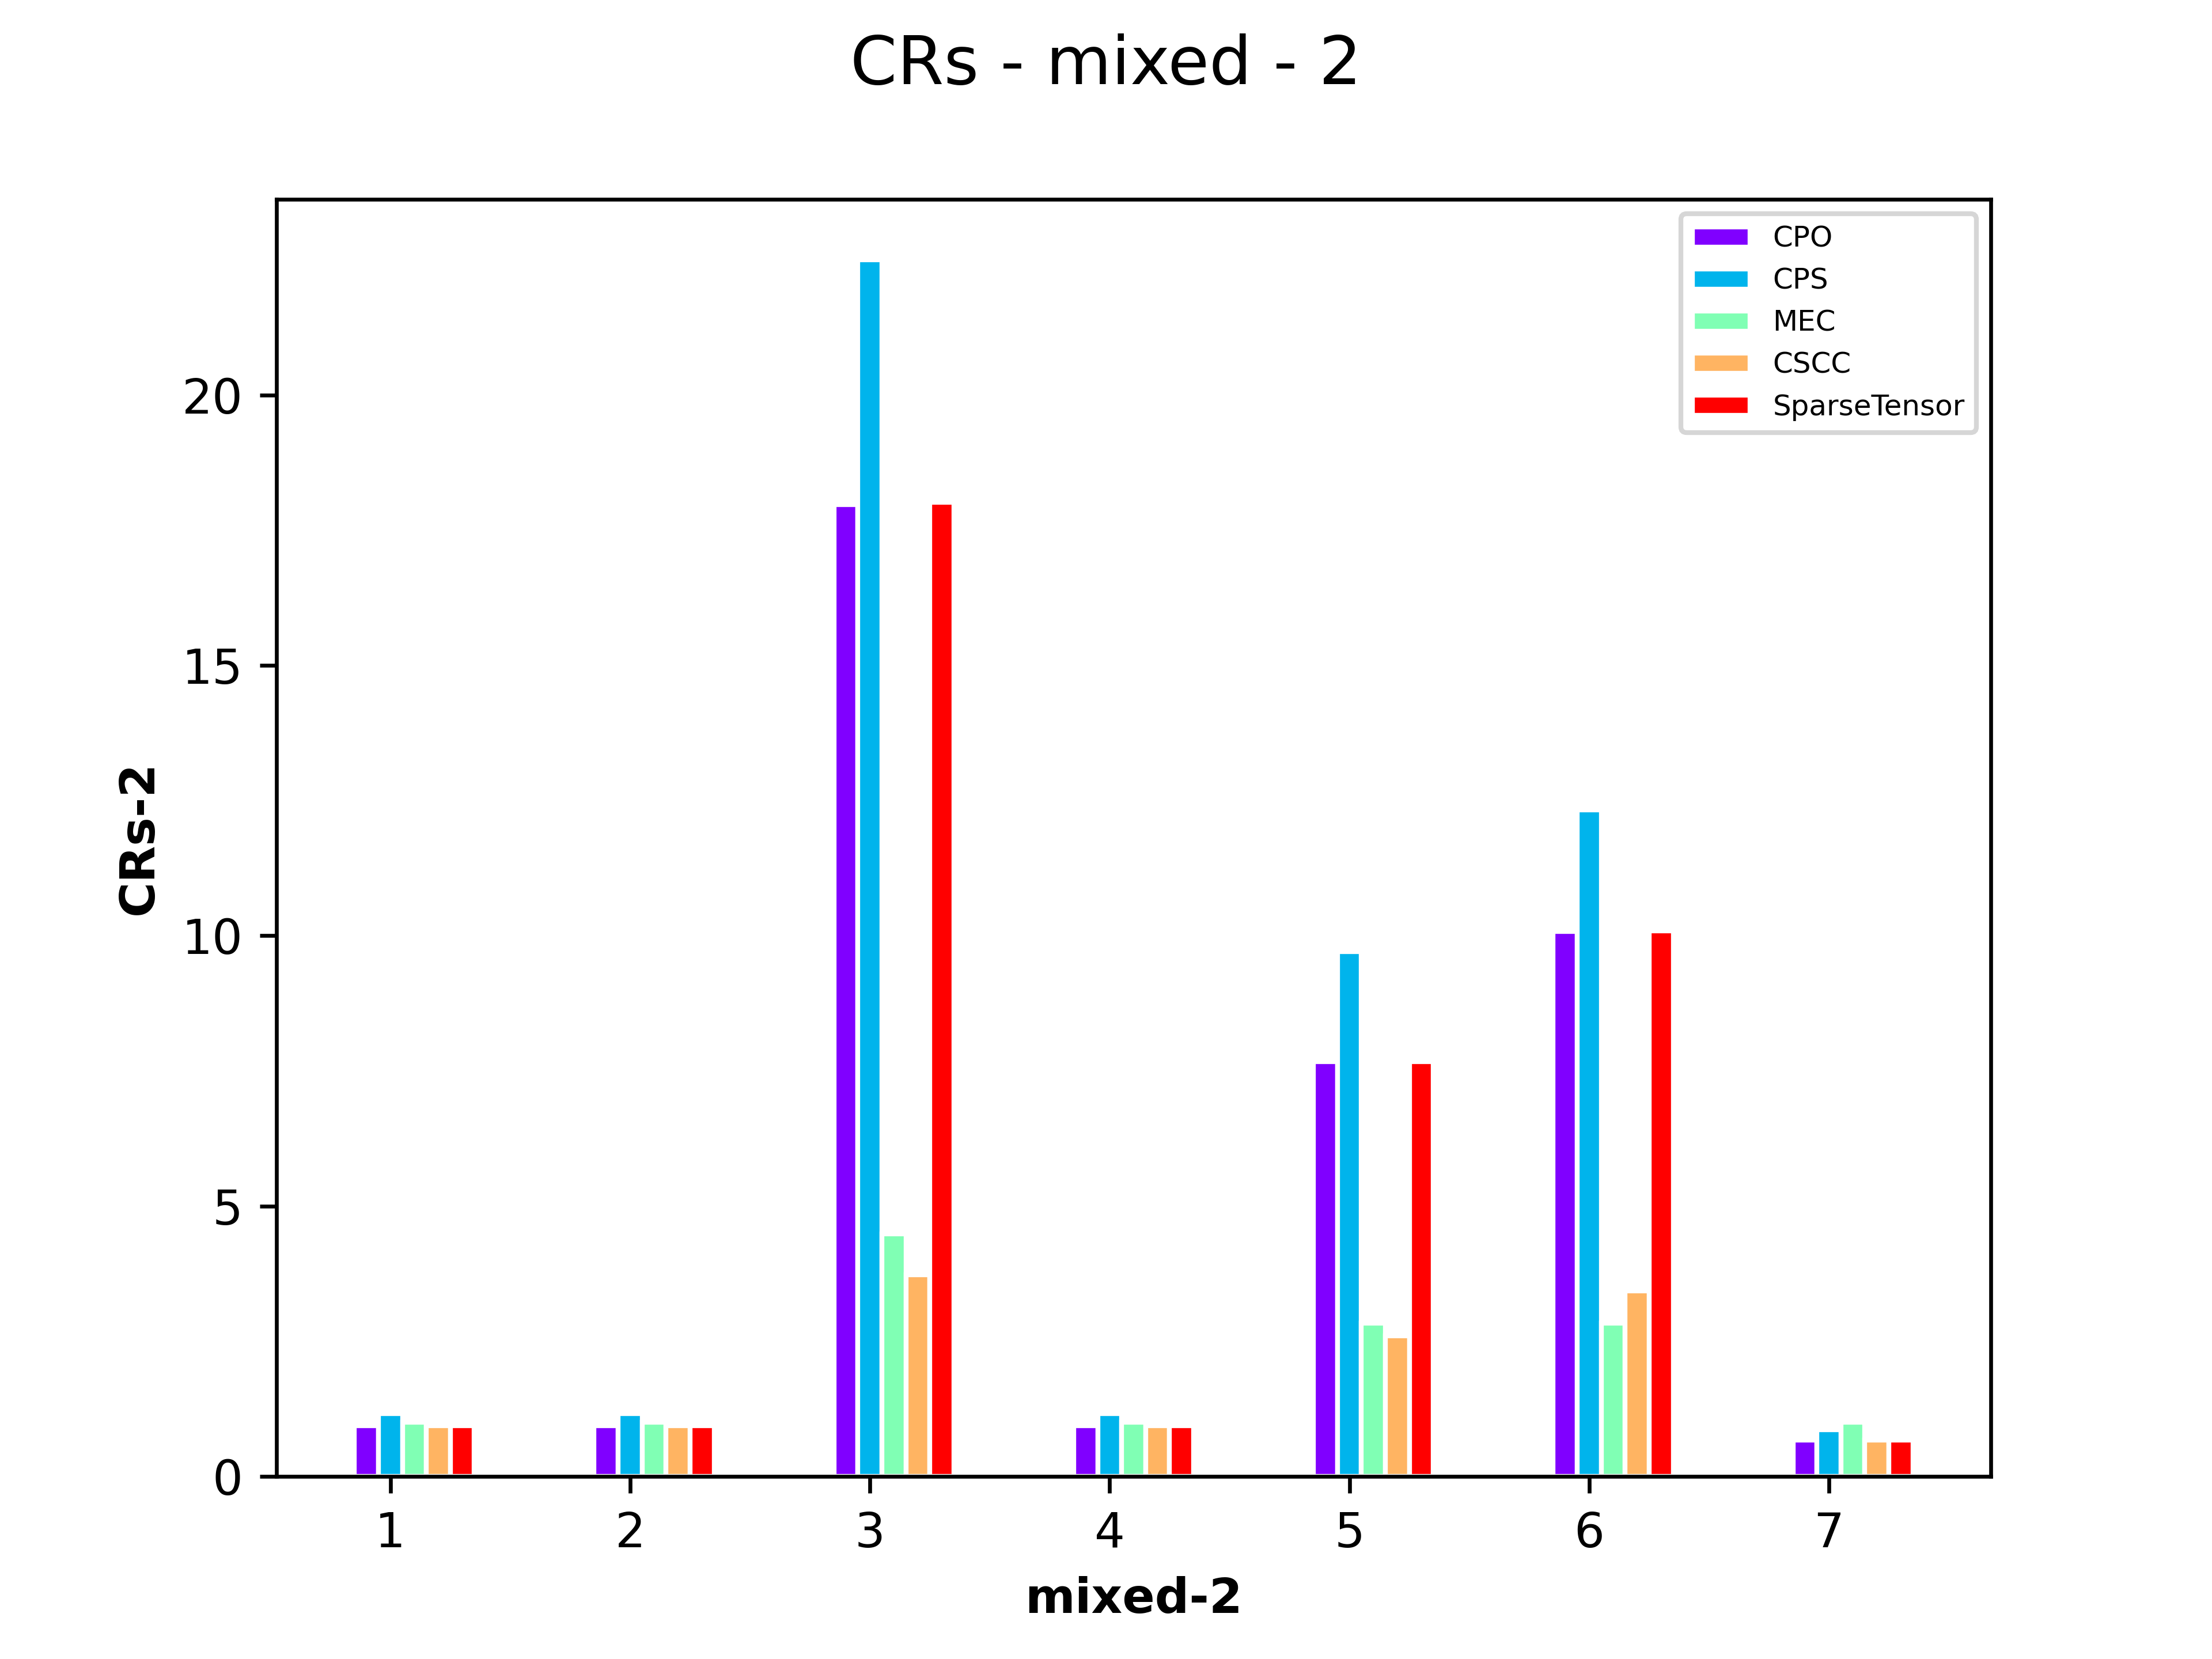 CRs - mixed - 2
CPO
CPS
MEC
CSCC
SparseTensor
20
15
10
5
0
CRs-2
1 2 3 4 5 6 7
mixed-2